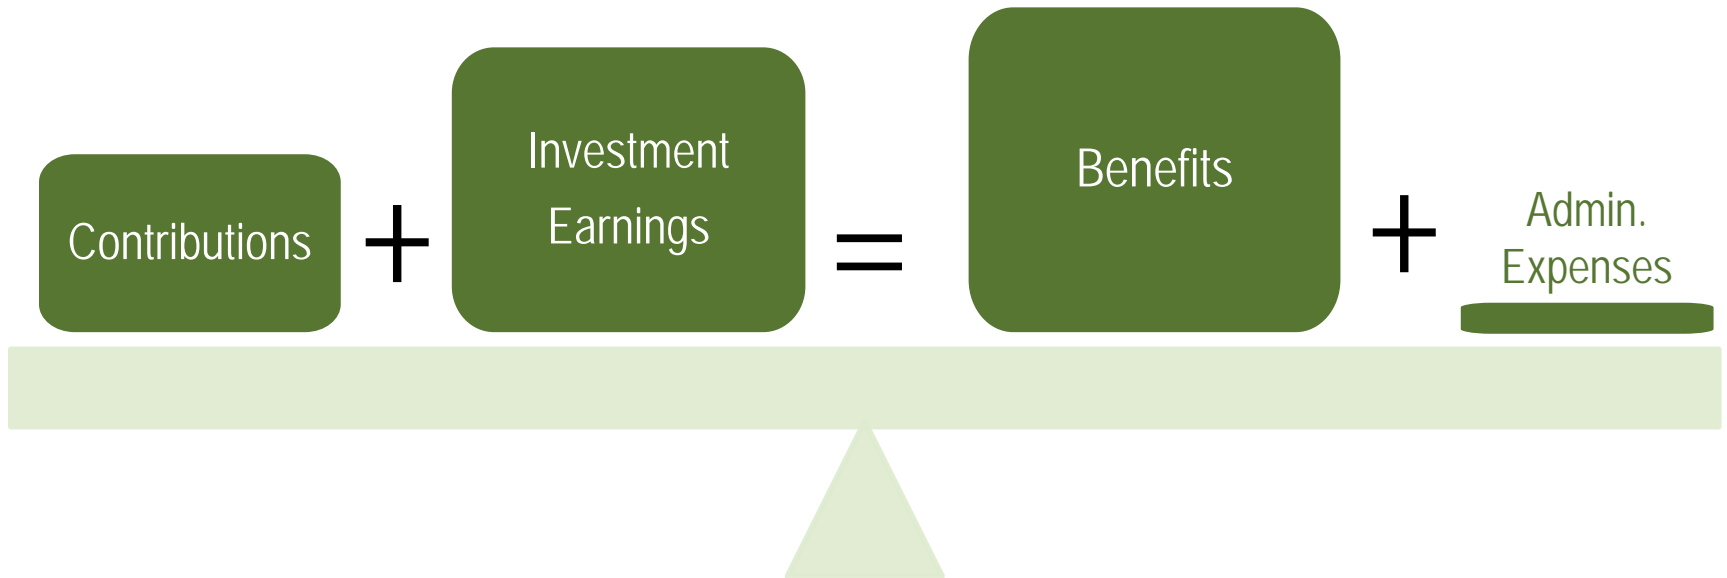 Contributions
+
Investment
Earnings
=
Benefits
+
Admin.
Expenses